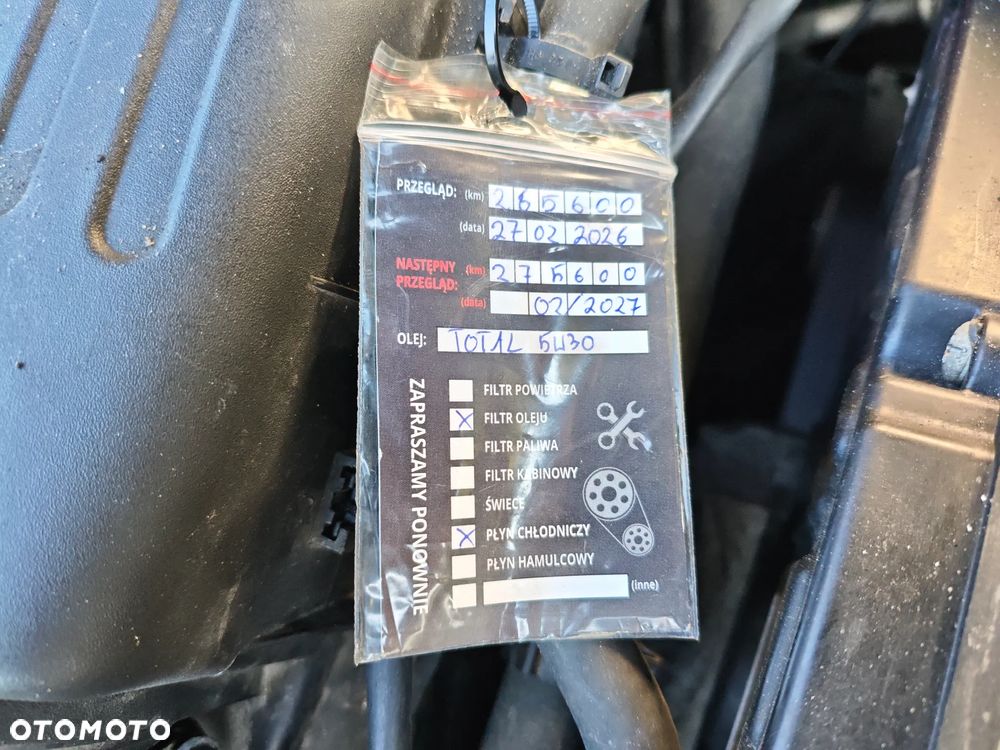 PRZEGLĄD: (km) 265600
(data) 27 02 2026
NASTĘPNY PRZEGLĄD: (km) 275600
(data) 02/2027
OLEJ: TOTAL 5W30
ZAPRASZAMY PONOWNIE
FILTR POWIETRZA
X FILTR OLEJU
FILTR PALIWA
FILTR KABINOWY
ŚWIECE
X PŁYN CHŁODNICZY
PŁYN HAMULCOWY
(inne)
OTOMOTO